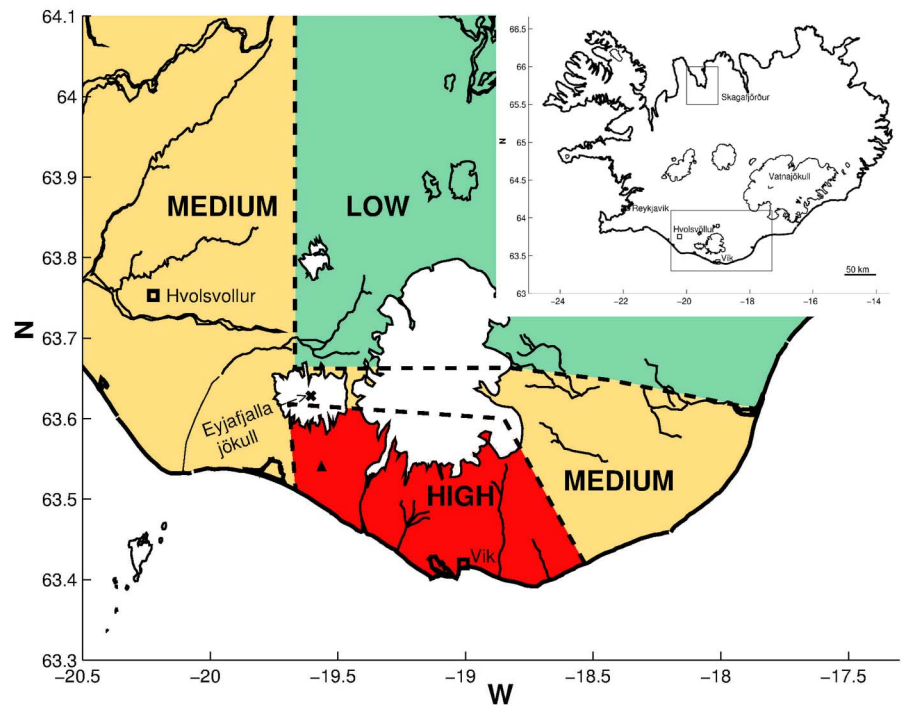 64.1
64
63.9
63.8
63.7
63.6
63.5
63.4
63.3
N
−20.5
−20
−19.5
−19
−18.5
−18
−17.5
W
MEDIUM
LOW
Hvolsvollur
Eyjafjalla
jökull
HIGH
MEDIUM
Vik
66.5
66
65.5
65
64.5
64
63.5
63
N
-24
-22
-20
-18
-16
-14
Skagafjörður
Vatnajökull
Reykjavik
Hvolsvöllur
Vik
50 km